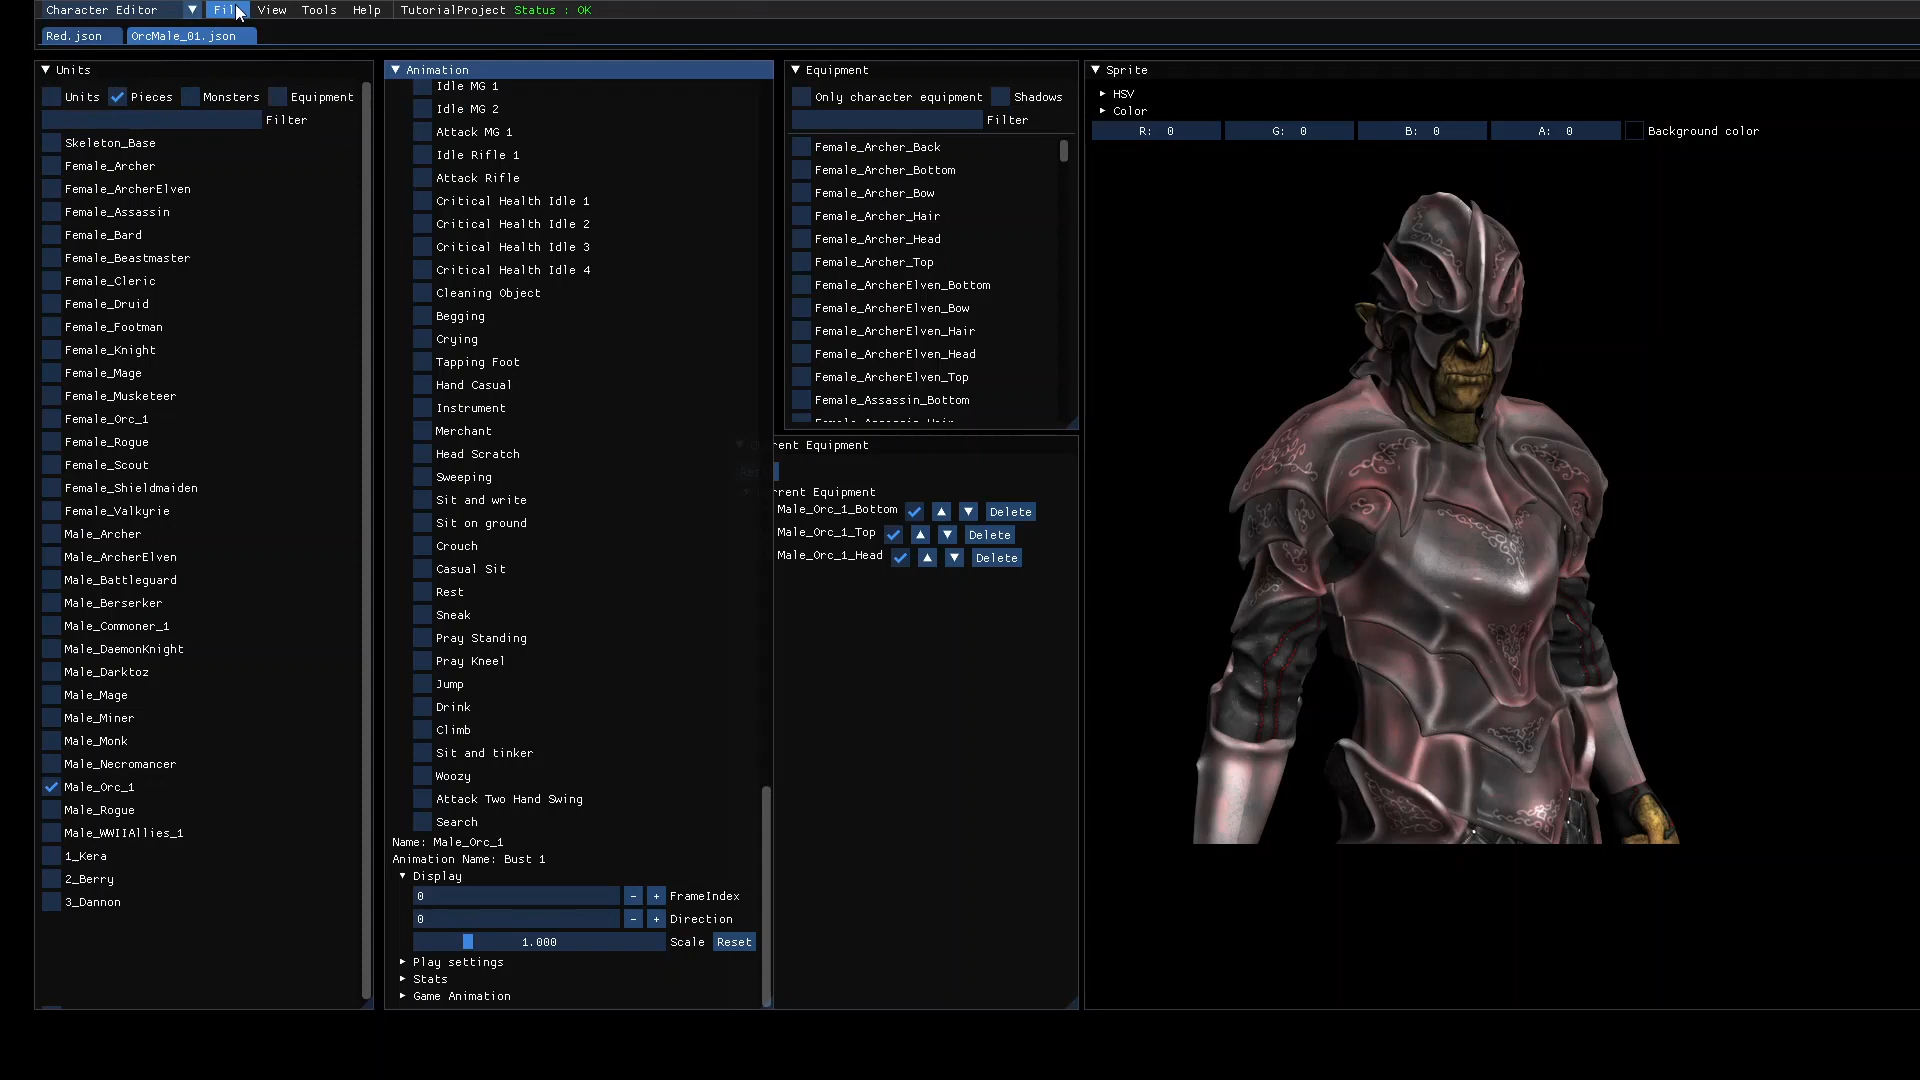 Character Editor File View Tools Help TutorialProject Status : OK
Red.json OrcMale_01.json
Units
Units Pieces Monsters Equipment
Filter
Skeleton_Base
Female_Archer
Female_ArcherElven
Female_Assassin
Female_Bard
Female_Beastmaster
Female_Cleric
Female_Druid
Female_Footman
Female_Knight
Female_Mage
Female_Musketeer
Female_Orc_1
Female_Rogue
Female_Scout
Female_Shieldmaiden
Female_Valkyrie
Male_Archer
Male_ArcherElven
Male_Battleguard
Male_Berserker
Male_Commoner_1
Male_DaemonKnight
Male_Darktoz
Male_Mage
Male_Miner
Male_Monk
Male_Necromancer
Male_Orc_1
Male_Rogue
Male_WWIIAllies_1
1_Kera
2_Berry
3_Dannon
Animation
Idle MG 1
Idle MG 2
Attack MG 1
Idle Rifle 1
Attack Rifle
Critical Health Idle 1
Critical Health Idle 2
Critical Health Idle 3
Critical Health Idle 4
Cleaning Object
Begging
Crying
Tapping Foot
Hand Casual
Instrument
Merchant
Head Scratch
Sweeping
Sit and write
Sit on ground
Crouch
Casual Sit
Rest
Sneak
Pray Standing
Pray Kneel
Jump
Drink
Climb
Sit and tinker
Woozy
Attack Two Hand Swing
Search
Name: Male_Orc_1
Animation Name: Bust 1
Display
0 - + FrameIndex
0 - + Direction
1.000 Scale Reset
Play settings
Stats
Game Animation
Equipment
Only character equipment Shadows
Filter
Female_Archer_Back
Female_Archer_Bottom
Female_Archer_Bow
Female_Archer_Hair
Female_Archer_Head
Female_Archer_Top
Female_ArcherElven_Bottom
Female_ArcherElven_Bow
Female_ArcherElven_Hair
Female_ArcherElven_Head
Female_ArcherElven_Top
Female_Assassin_Bottom
Female_Assassin_Hair
rent Equipment
rrent Equipment
Male_Orc_1_Bottom Delete
Male_Orc_1_Top Delete
Male_Orc_1_Head Delete
Sprite
HSV
Color
R: 0 G: 0 B: 0 A: 0 Background color